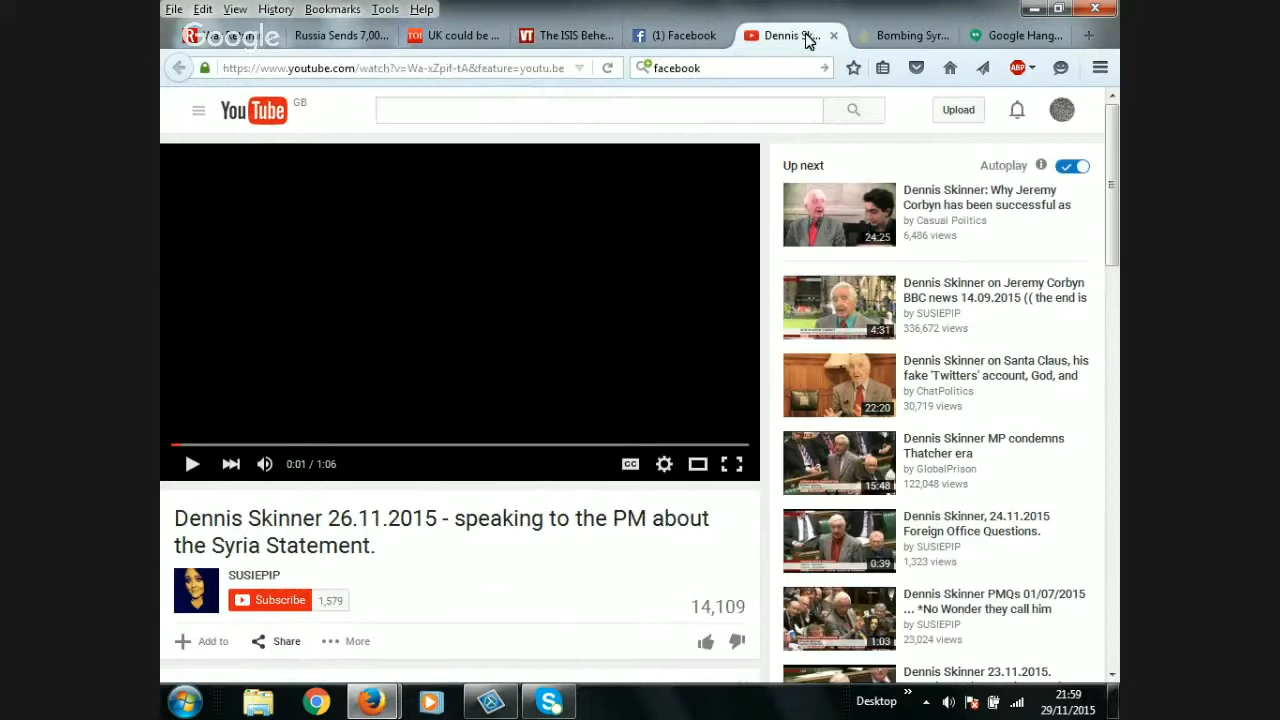 File Edit View History Bookmarks Tools Help
Google
Russia Sends 7,00...
TOI UK could be ...
VT The ISIS Behe...
(1) Facebook
Dennis Sk...
Bombing Syr...
Google Hang...
https://www.youtube.com/watch?v=Wa-xZpif-tA&feature=youtu.be
facebook
ABP
YouTube GB
Upload
Up next
Autoplay
Dennis Skinner: Why Jeremy
Corbyn has been successful as
by Casual Politics
6,486 views
24:25
Dennis Skinner on Jeremy Corbyn
BBC news 14.09.2015 (( the end is
by SUSIEPIP
336,672 views
4:31
Dennis Skinner on Santa Claus, his
fake 'Twitters' account, God, and
by ChatPolitics
30,719 views
22:20
Dennis Skinner MP condemns
Thatcher era
by GlobalPrison
122,048 views
15:48
Dennis Skinner, 24.11.2015
Foreign Office Questions.
by SUSIEPIP
1,323 views
0:39
Dennis Skinner PMQs 01/07/2015
... *No Wonder they call him
by SUSIEPIP
23,024 views
1:03
Dennis Skinner 23.11.2015.
0:01 / 1:06
CC
Dennis Skinner 26.11.2015 - speaking to the PM about
the Syria Statement.
SUSIEPIP
Subscribe 1,579
14,109
Add to Share More
Desktop
21:59
29/11/2015